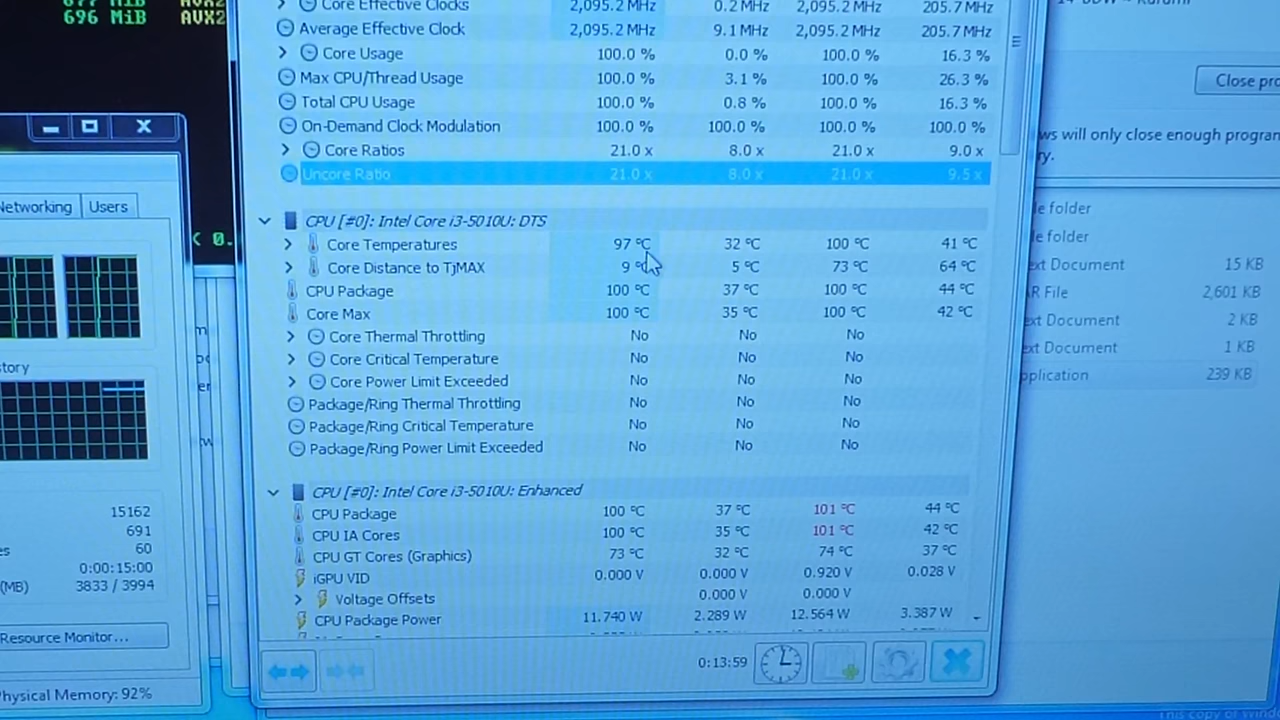 696 MiB AVX2
Core Effective Clocks 2,095.2 MHz 0.2 MHz 2,095.2 MHz 205.7 MHz
Average Effective Clock 2,095.2 MHz 9.1 MHz 2,095.2 MHz 205.7 MHz
Core Usage 100.0 % 0.0 % 100.0 % 16.3 %
Max CPU/Thread Usage 100.0 % 3.1 % 100.0 % 26.3 %
Close pro
Total CPU Usage 100.0 % 0.8 % 100.0 % 16.3 %
On-Demand Clock Modulation 100.0 % 100.0 % 100.0 % 100.0 %
ws will only close enough program
Core Ratios 21.0 x 8.0 x 21.0 x 9.0 x
ry.
Uncore Ratio 21.0 x 8.0 x 21.0 x 9.5 x
Networking Users
CPU [#0]: Intel Core i3-5010U: DTS
le folder
< 0.
Core Temperatures 97 °C 32 °C 100 °C 41 °C
le folder
Core Distance to TjMAX 9 °C 5 °C 73 °C 64 °C
ext Document 15 KB
CPU Package 100 °C 37 °C 100 °C 44 °C
R File 2,601 KB
Core Max 100 °C 35 °C 100 °C 42 °C
ext Document 2 KB
Core Thermal Throttling No No No
ext Document 1 KB
Core Critical Temperature No No No
story
pplication 239 KB
Core Power Limit Exceeded No No No
Package/Ring Thermal Throttling No No No
Package/Ring Critical Temperature No No No
Package/Ring Power Limit Exceeded No No No
CPU [#0]: Intel Core i3-5010U: Enhanced
15162
CPU Package 100 °C 37 °C 101 °C 44 °C
691
CPU IA Cores 100 °C 35 °C 101 °C 42 °C
es 60
CPU GT Cores (Graphics) 73 °C 32 °C 74 °C 37 °C
0:00:15:00
iGPU VID 0.000 V 0.000 V 0.920 V 0.028 V
(MB) 3833 / 3994
Voltage Offsets 0.000 V 0.000 V
CPU Package Power 11.740 W 2.289 W 12.564 W 3.387 W
Resource Monitor...
0:13:59
Physical Memory: 92%
This copy of Wind